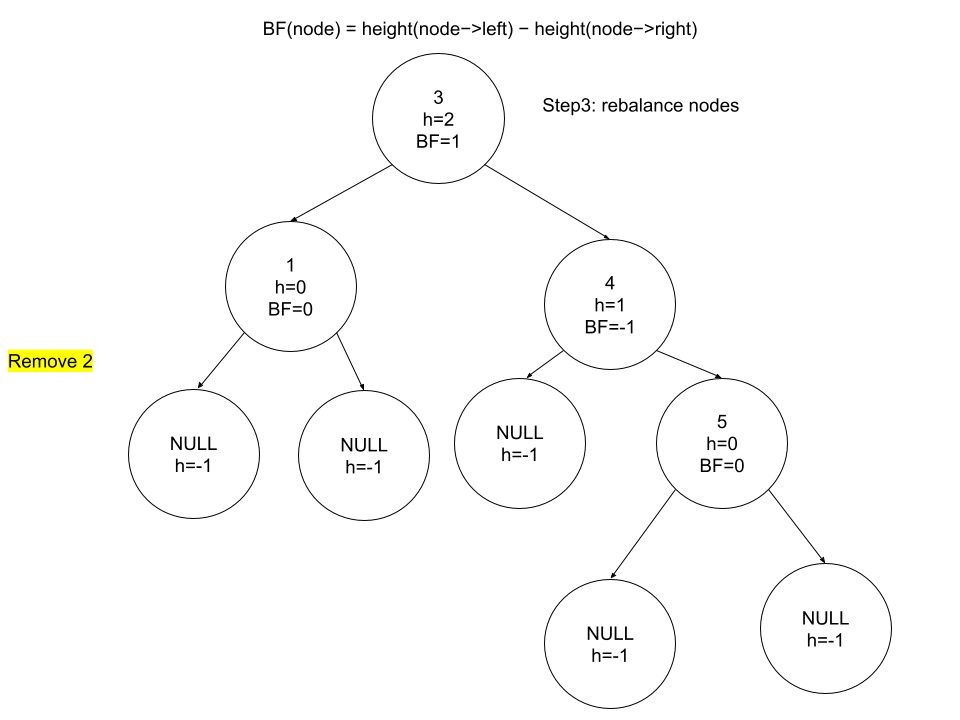 BF(node) = height(node−>left) − height(node−>right)
Step3: rebalance nodes
3
h=2
BF=1
1
h=0
BF=0
4
h=1
BF=-1
Remove 2
NULL
h=-1
NULL
h=-1
NULL
h=-1
5
h=0
BF=0
NULL
h=-1
NULL
h=-1